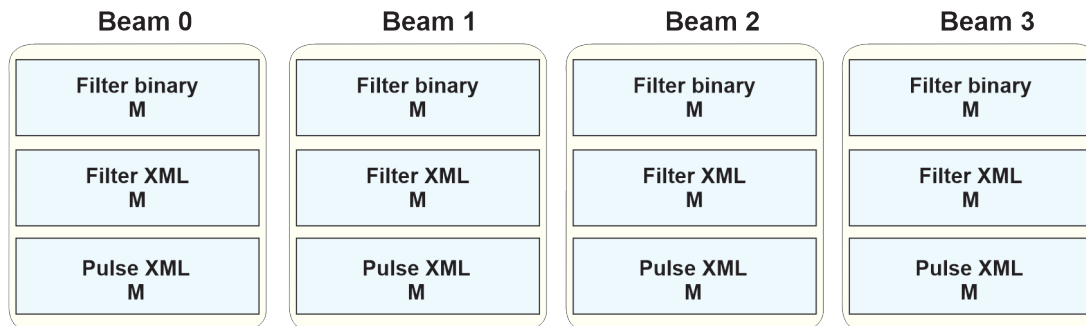 Beam 0
Beam 1
Beam 2
Beam 3
Filter binary
M
Filter binary
M
Filter binary
M
Filter binary
M
Filter XML
M
Filter XML
M
Filter XML
M
Filter XML
M
Pulse XML
M
Pulse XML
M
Pulse XML
M
Pulse XML
M